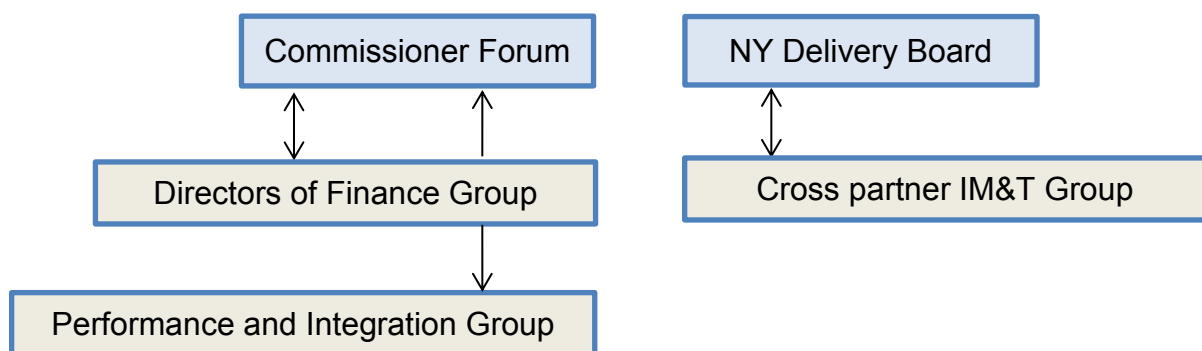 Commissioner Forum
NY Delivery Board
Directors of Finance Group
Cross partner IM&T Group
Performance and Integration Group